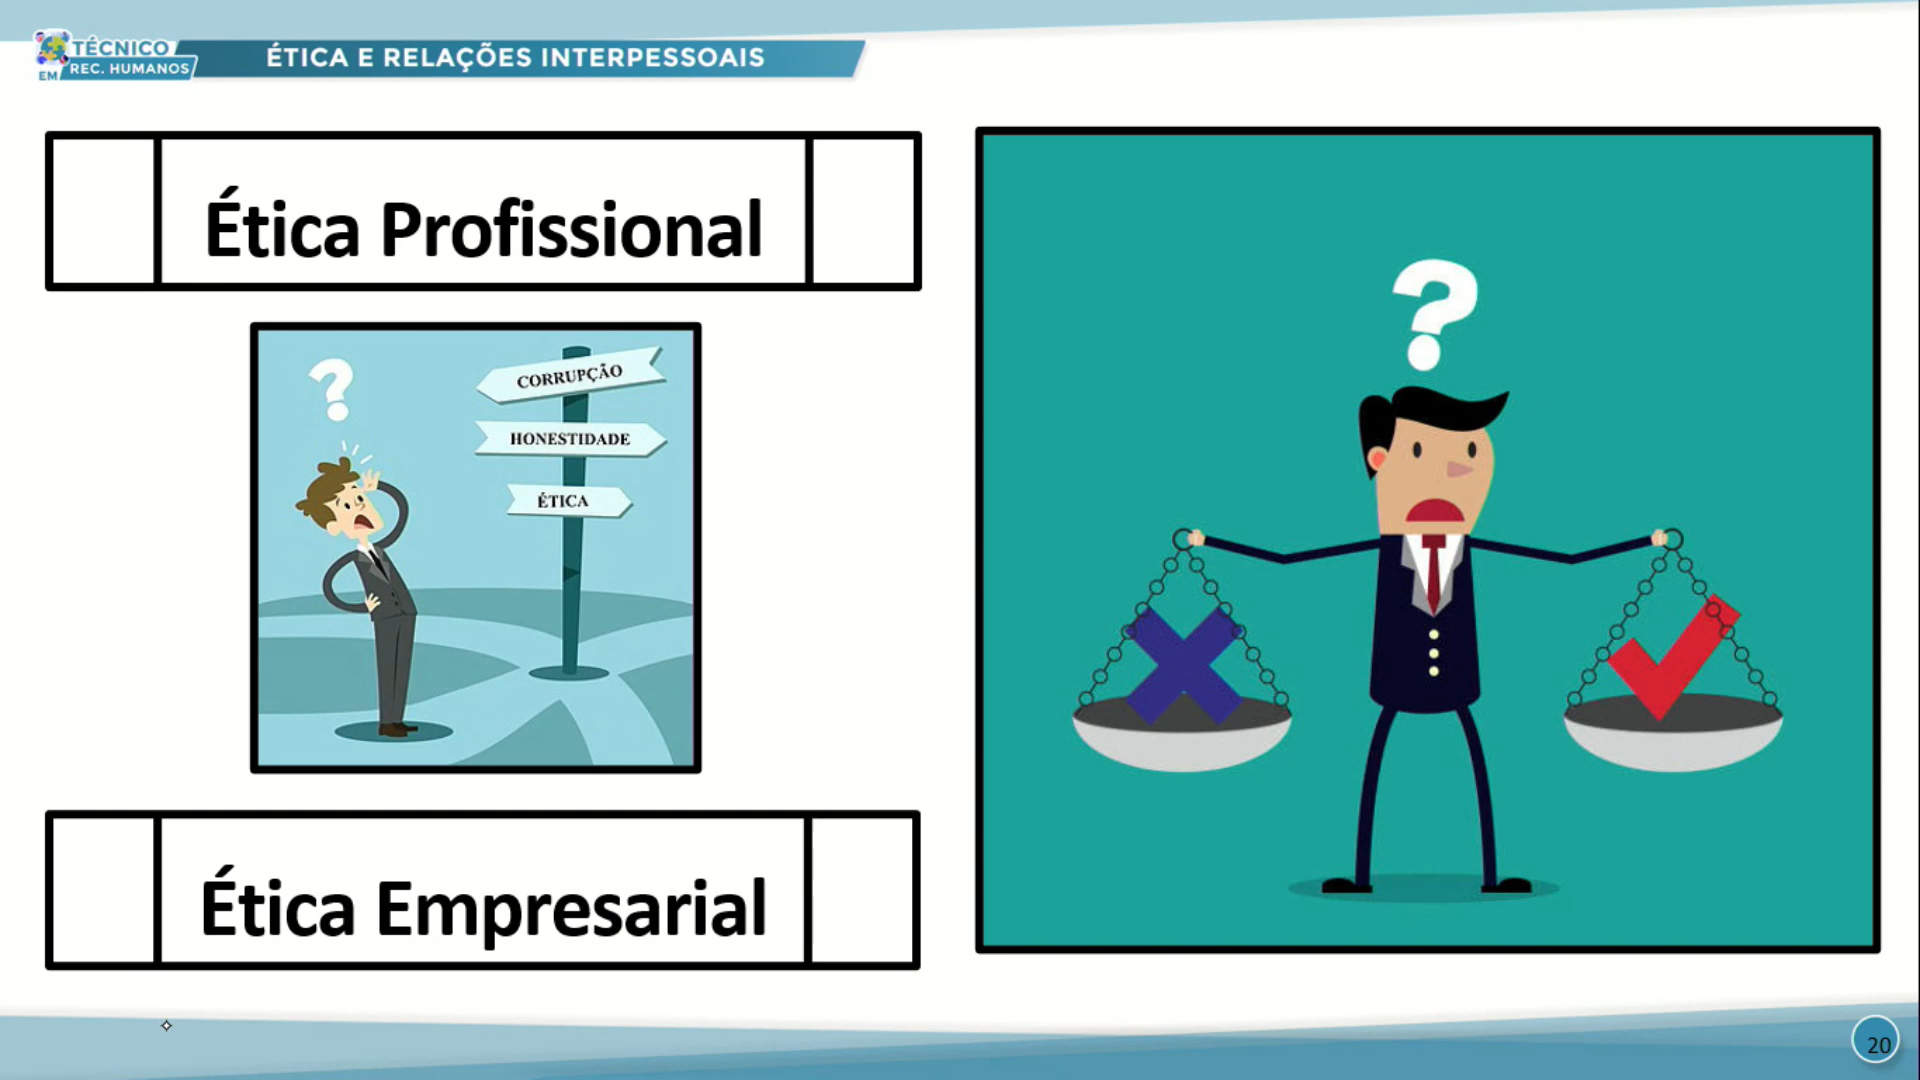 TÉCNICO
EM REC. HUMANOS
ÉTICA E RELAÇÕES INTERPESSOAIS
Ética Profissional
?
CORRUPÇÃO
HONESTIDADE
ÉTICA
Ética Empresarial
?
20